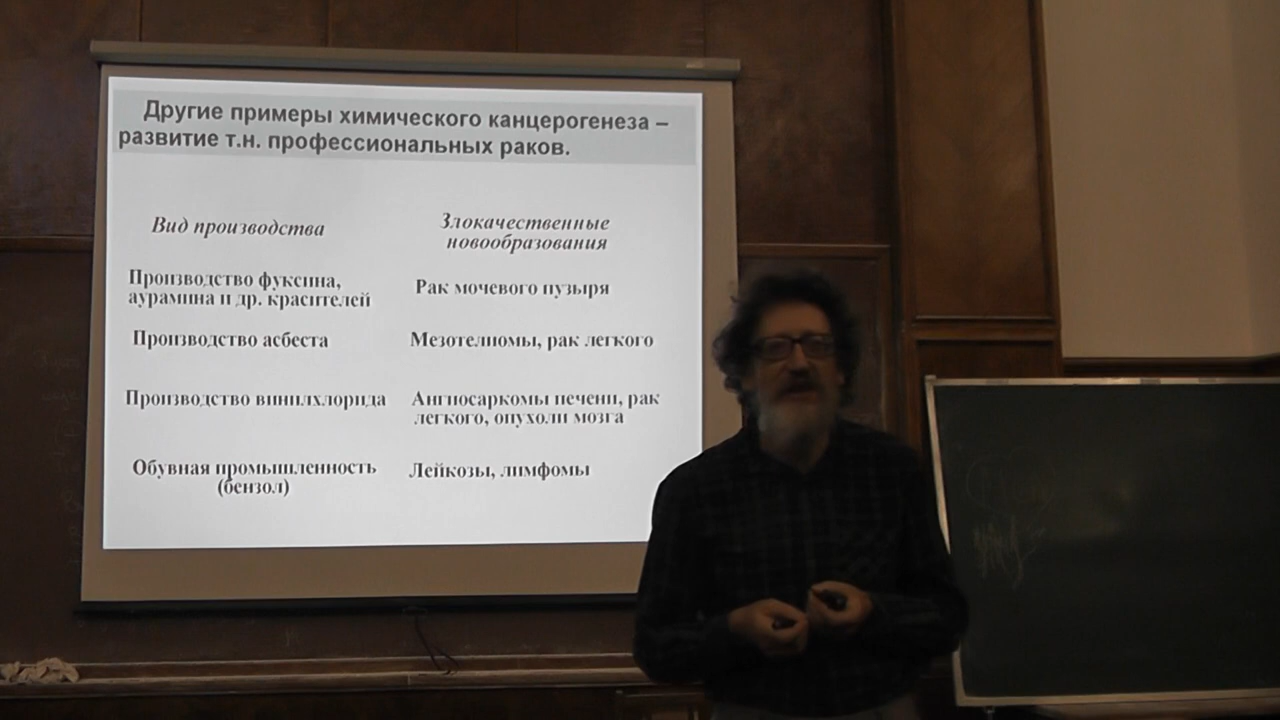 Другие примеры химического канцерогенеза –
развитие т.н. профессиональных раков.
Вид производства
Злокачественные
новообразования
Производство фуксина,
аурамина и др. красителей
Рак мочевого пузыря
Производство асбеста
Мезотелиомы, рак легкого
Производство винилхлорида
Ангиосаркомы печени, рак
легкого, опухоли мозга
Обувная промышленность
(бензол)
Лейкозы, лимфомы